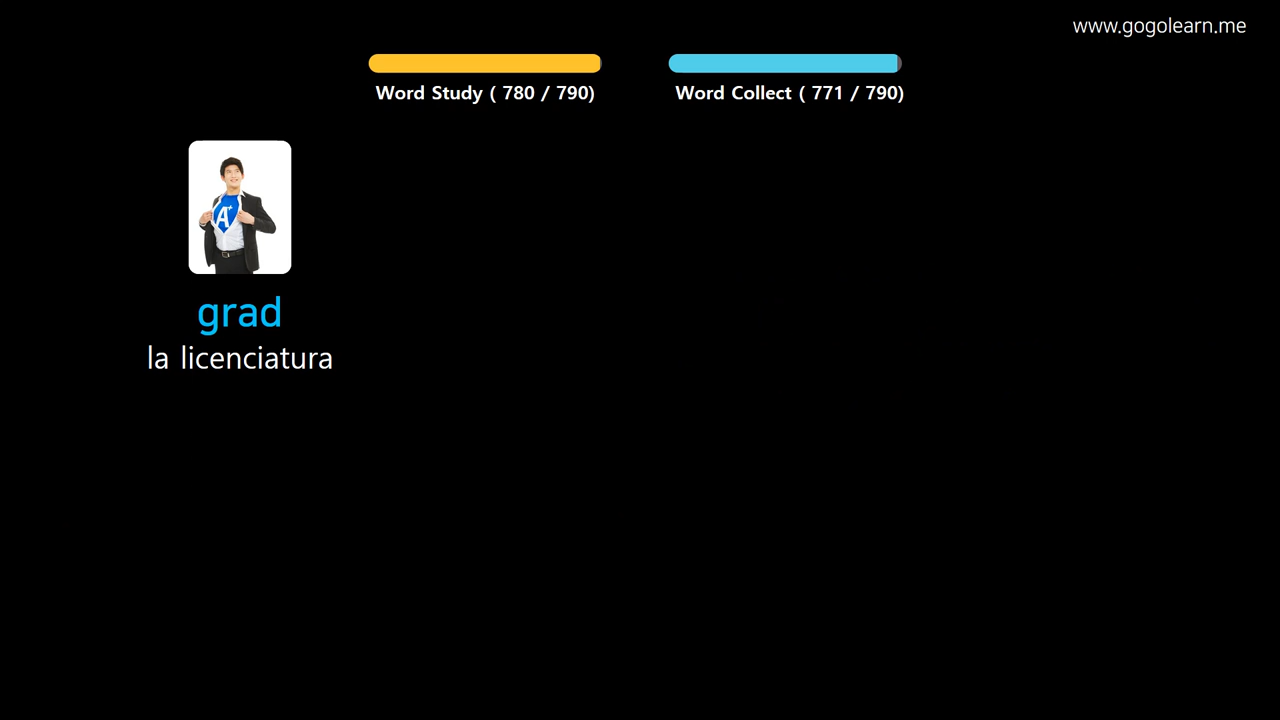 www.gogolearn.me
Word Study ( 780 / 790)
Word Collect ( 771 / 790)
A+
grad
la licenciatura